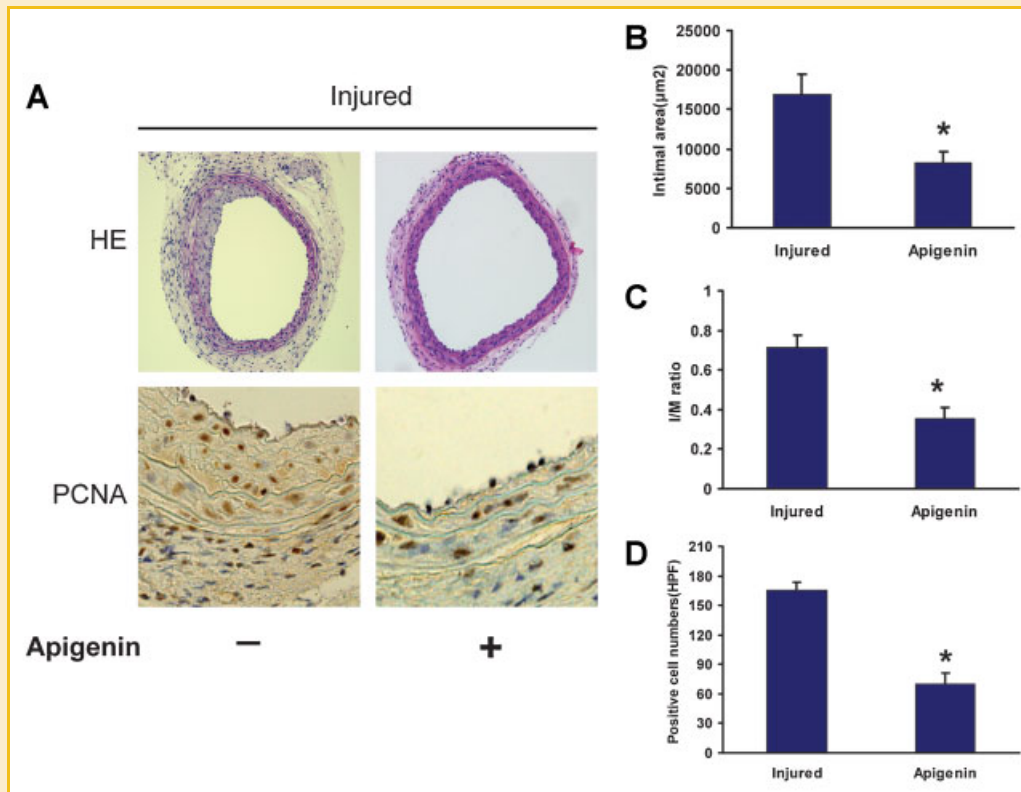 A
Injured
HE
PCNA
Apigenin − +
B
Intimal area(µm2)
25000
20000
15000
10000
5000
0
*
Injured Apigenin
C
I/M ratio
1
0.8
0.6
0.4
0.2
0
*
Injured Apigenin
D
Positive cell numbers(HPF)
210
180
150
120
90
60
30
0
*
Injured Apigenin